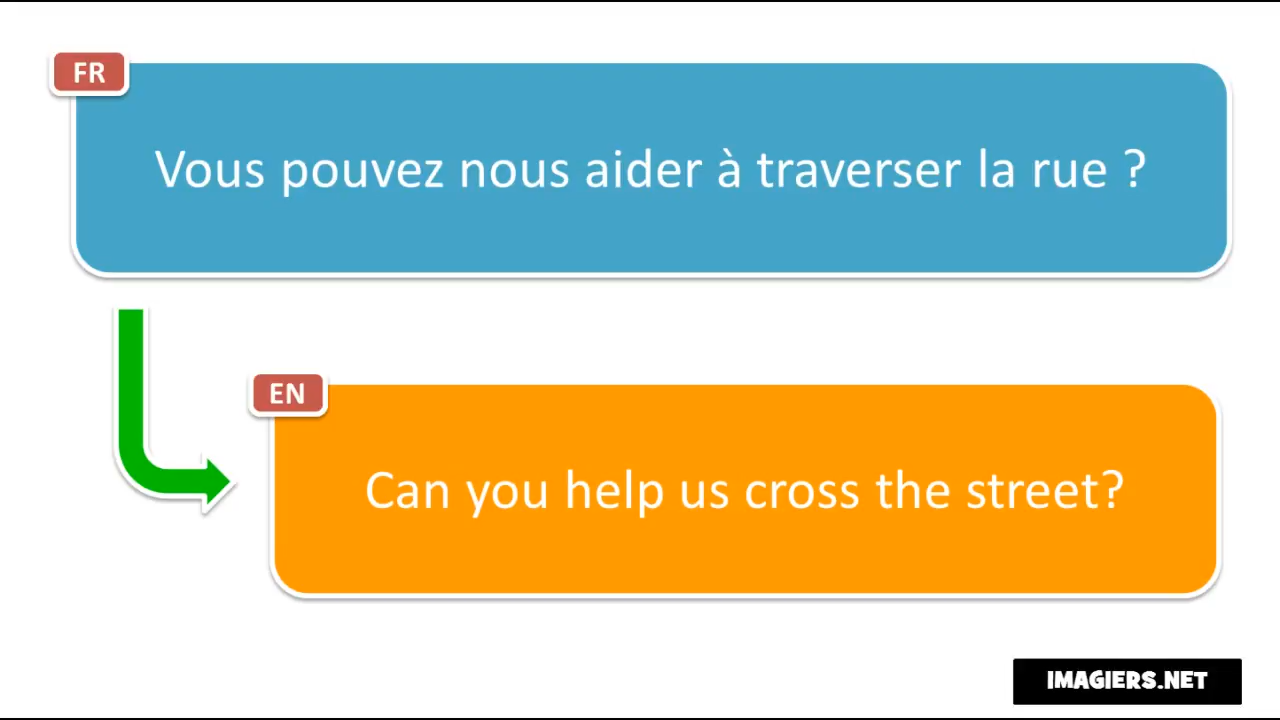 FR
Vous pouvez nous aider à traverser la rue ?
EN
Can you help us cross the street?
IMAGIERS.NET